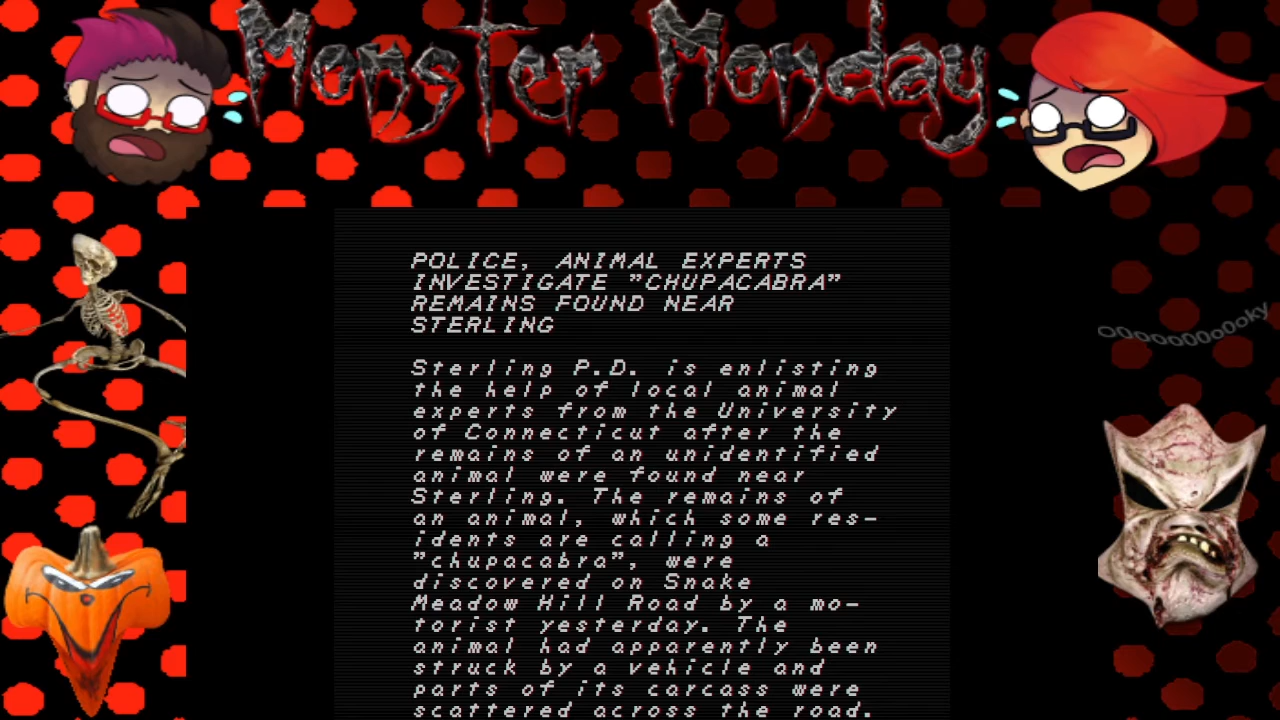 MonsTer Monday
POLICE, ANIMAL EXPERTS
INVESTIGATE "CHUPACABRA"
REMAINS FOUND NEAR
STERLING
Sterling P.D. is enlisting
the help of local animal
experts from the University
of Connecticut after the
remains of an unidentified
animal were found near
Sterling. The remains of
an animal, which some res-
idents are calling a
"chupacabra", were
discovered on Snake
Meadow Hill Road by a mo-
torist yesterday. The
animal had apparently been
struck by a vehicle and
parts of its carcass were
scattered across the road.